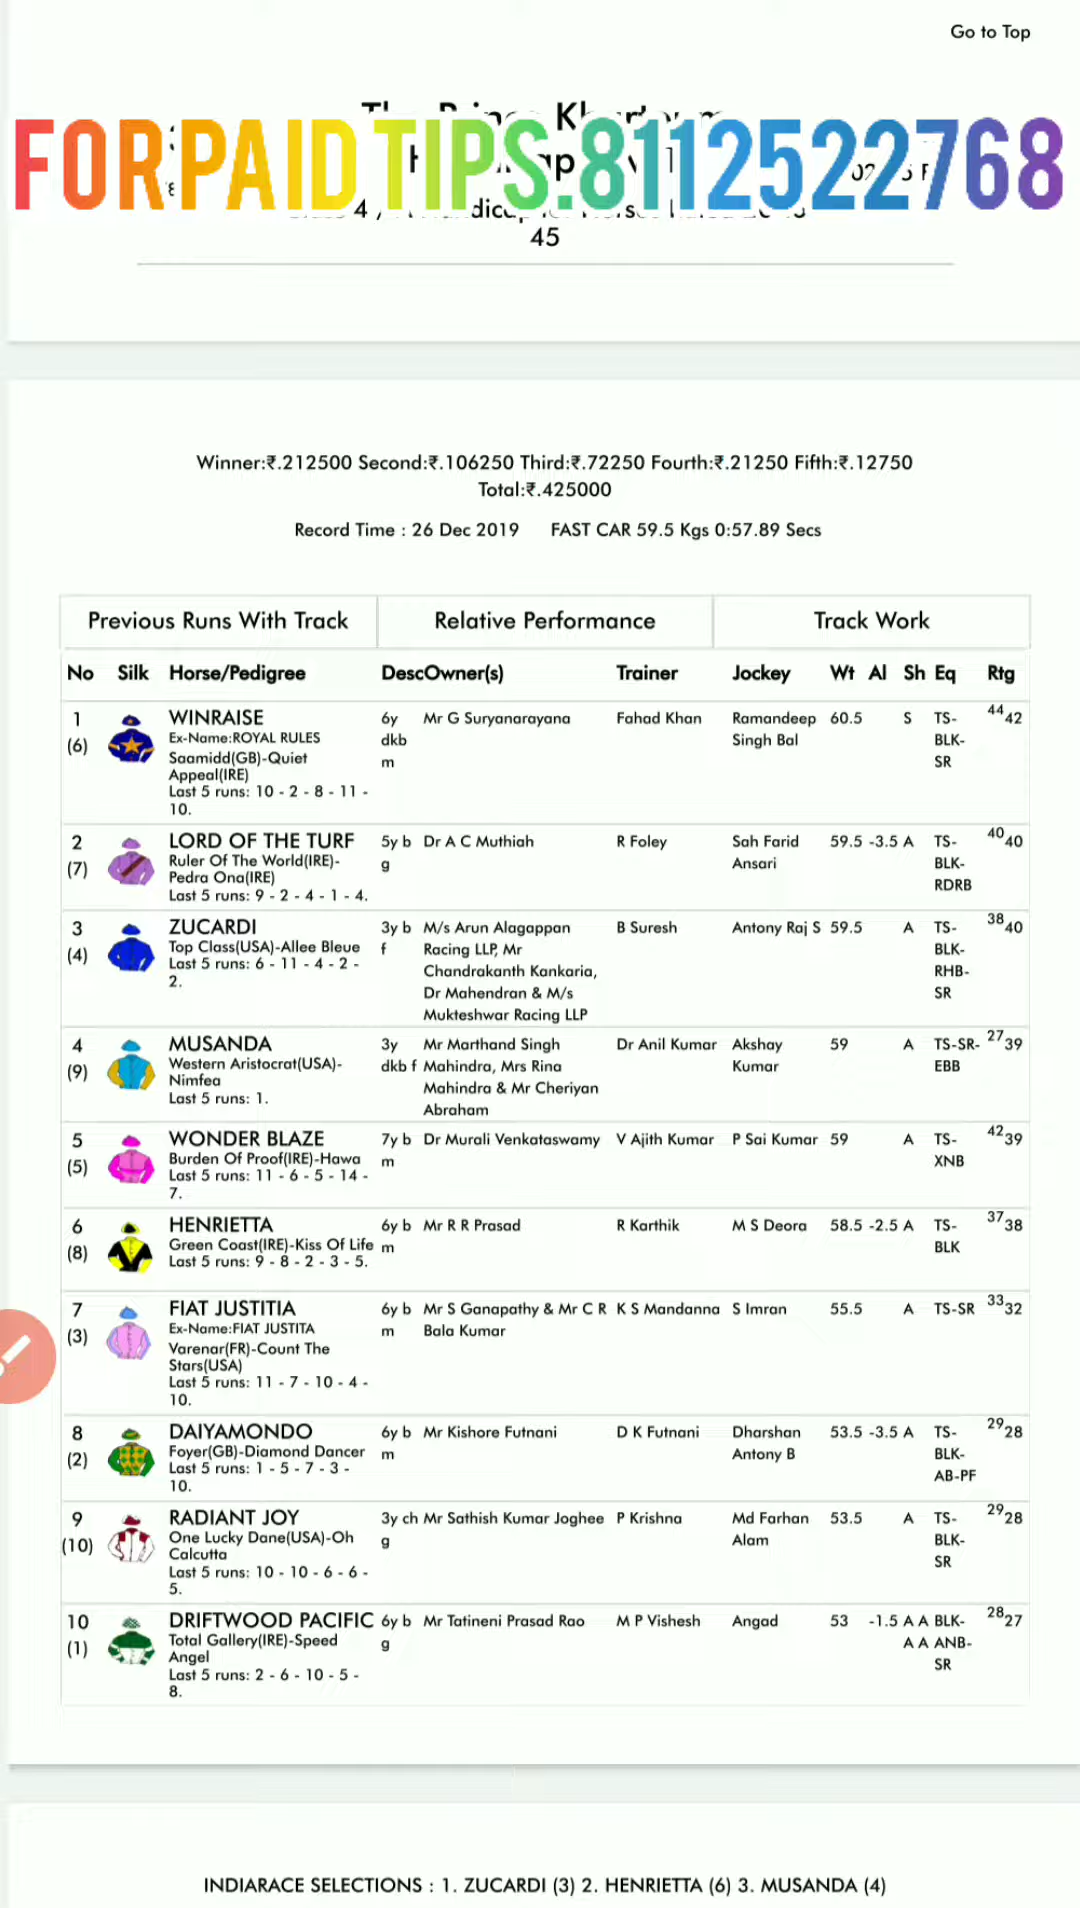 Go to Top
FORPAID TIPS.8112522768
45
Winner:₹.212500 Second:₹.106250 Third:₹.72250 Fourth:₹.21250 Fifth:₹.12750
Total:₹.425000
Record Time : 26 Dec 2019 FAST CAR 59.5 Kgs 0:57.89 Secs
Previous Runs With Track Relative Performance Track Work
No Silk Horse/Pedigree DescOwner(s) Trainer Jockey Wt Al Sh Eq Rtg
1 WINRAISE 6y Mr G Suryanarayana Fahad Khan Ramandeep 60.5 S TS- 44 42
(6) Ex-Name:ROYAL RULES dkb Singh Bal BLK-
Saamidd(GB)-Quiet m SR
Appeal(IRE)
Last 5 runs: 10 - 2 - 8 - 11 -
10.
2 LORD OF THE TURF 5y b Dr A C Muthiah R Foley Sah Farid 59.5 -3.5 A TS- 40 40
(7) Ruler Of The World(IRE)- g Ansari BLK-
Pedra Ona(IRE) RDRB
Last 5 runs: 9 - 2 - 4 - 1 - 4.
3 ZUCARDI 3y b M/s Arun Alagappan B Suresh Antony Raj S 59.5 A TS- 38 40
(4) Top Class(USA)-Allee Bleue f Racing LLP, Mr BLK-
Last 5 runs: 6 - 11 - 4 - 2 - Chandrakanth Kankaria, RHB-
2. Dr Mahendran & M/s SR
Mukteshwar Racing LLP
4 MUSANDA 3y Mr Marthand Singh Dr Anil Kumar Akshay 59 A TS-SR- 27 39
(9) Western Aristocrat(USA)- dkb f Mahindra, Mrs Rina Kumar EBB
Nimfea Mahindra & Mr Cheriyan
Last 5 runs: 1. Abraham
5 WONDER BLAZE 7y b Dr Murali Venkataswamy V Ajith Kumar P Sai Kumar 59 A TS- 42 39
(5) Burden Of Proof(IRE)-Hawa m XNB
Last 5 runs: 11 - 6 - 5 - 14 -
7.
6 HENRIETTA 6y b Mr R R Prasad R Karthik M S Deora 58.5 -2.5 A TS- 37 38
(8) Green Coast(IRE)-Kiss Of Life m BLK
Last 5 runs: 9 - 8 - 2 - 3 - 5.
7 FIAT JUSTITIA 6y b Mr S Ganapathy & Mr C R K S Mandanna S Imran 55.5 A TS-SR 33 32
(3) Ex-Name:FIAT JUSTITA m Bala Kumar
Varenar(FR)-Count The
Stars(USA)
Last 5 runs: 11 - 7 - 10 - 4 -
10.
8 DAIYAMONDO 6y b Mr Kishore Futnani D K Futnani Dharshan 53.5 -3.5 A TS- 29 28
(2) Foyer(GB)-Diamond Dancer m Antony B BLK-
Last 5 runs: 1 - 5 - 7 - 3 - AB-PF
10.
9 RADIANT JOY 3y ch Mr Sathish Kumar Joghee P Krishna Md Farhan 53.5 A TS- 29 28
(10) One Lucky Dane(USA)-Oh g Alam BLK-
Calcutta SR
Last 5 runs: 10 - 10 - 6 - 6 -
5.
10 DRIFTWOOD PACIFIC 6y b Mr Tatineni Prasad Rao M P Vishesh Angad 53 -1.5 A A BLK- 28 27
(1) Total Gallery(IRE)-Speed g A A ANB-
Angel SR
Last 5 runs: 2 - 6 - 10 - 5 -
8.
INDIARACE SELECTIONS : 1. ZUCARDI (3) 2. HENRIETTA (6) 3. MUSANDA (4)